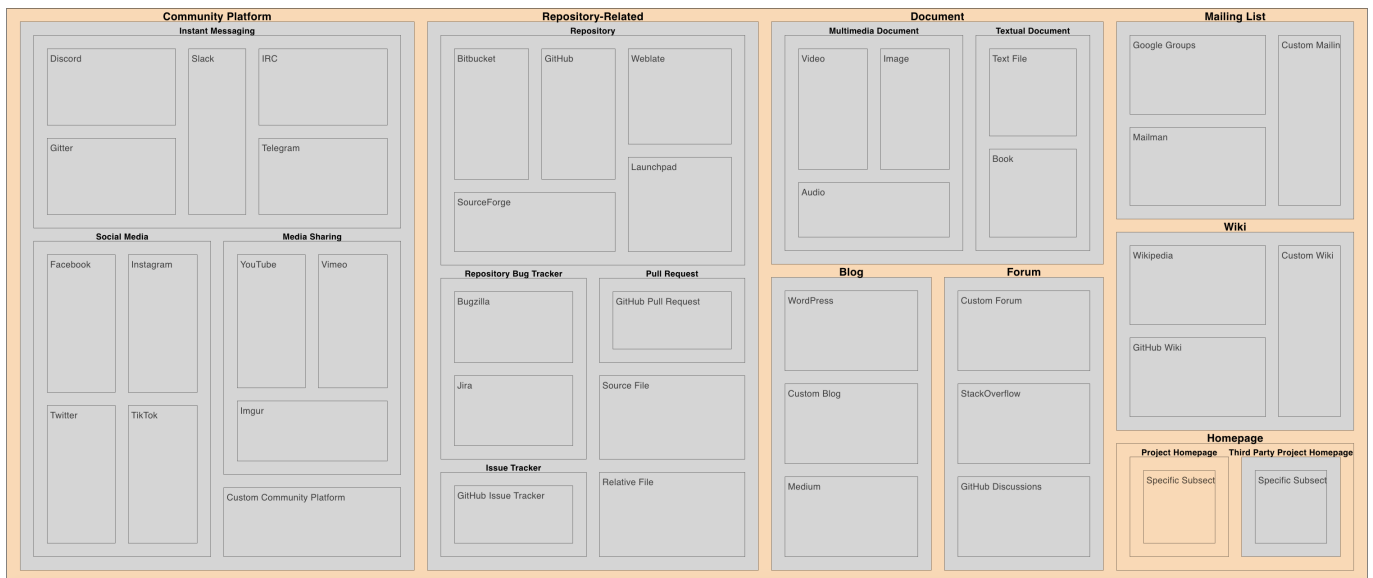 Community Platform
Instant Messaging
Discord
Slack
IRC
Gitter
Telegram
Social Media
Facebook
Instagram
Twitter
TikTok
Media Sharing
YouTube
Vimeo
Imgur
Custom Community Platform
Repository-Related
Repository
Bitbucket
GitHub
Weblate
Launchpad
SourceForge
Repository Bug Tracker
Bugzilla
Jira
Pull Request
GitHub Pull Request
Source File
Issue Tracker
GitHub Issue Tracker
Relative File
Document
Multimedia Document
Video
Image
Audio
Textual Document
Text File
Book
Blog
WordPress
Custom Blog
Medium
Forum
Custom Forum
StackOverflow
GitHub Discussions
Mailing List
Google Groups
Custom Mailin
Mailman
Wiki
Wikipedia
Custom Wiki
GitHub Wiki
Homepage
Project Homepage
Specific Subsect
Third Party Project Homepage
Specific Subsect